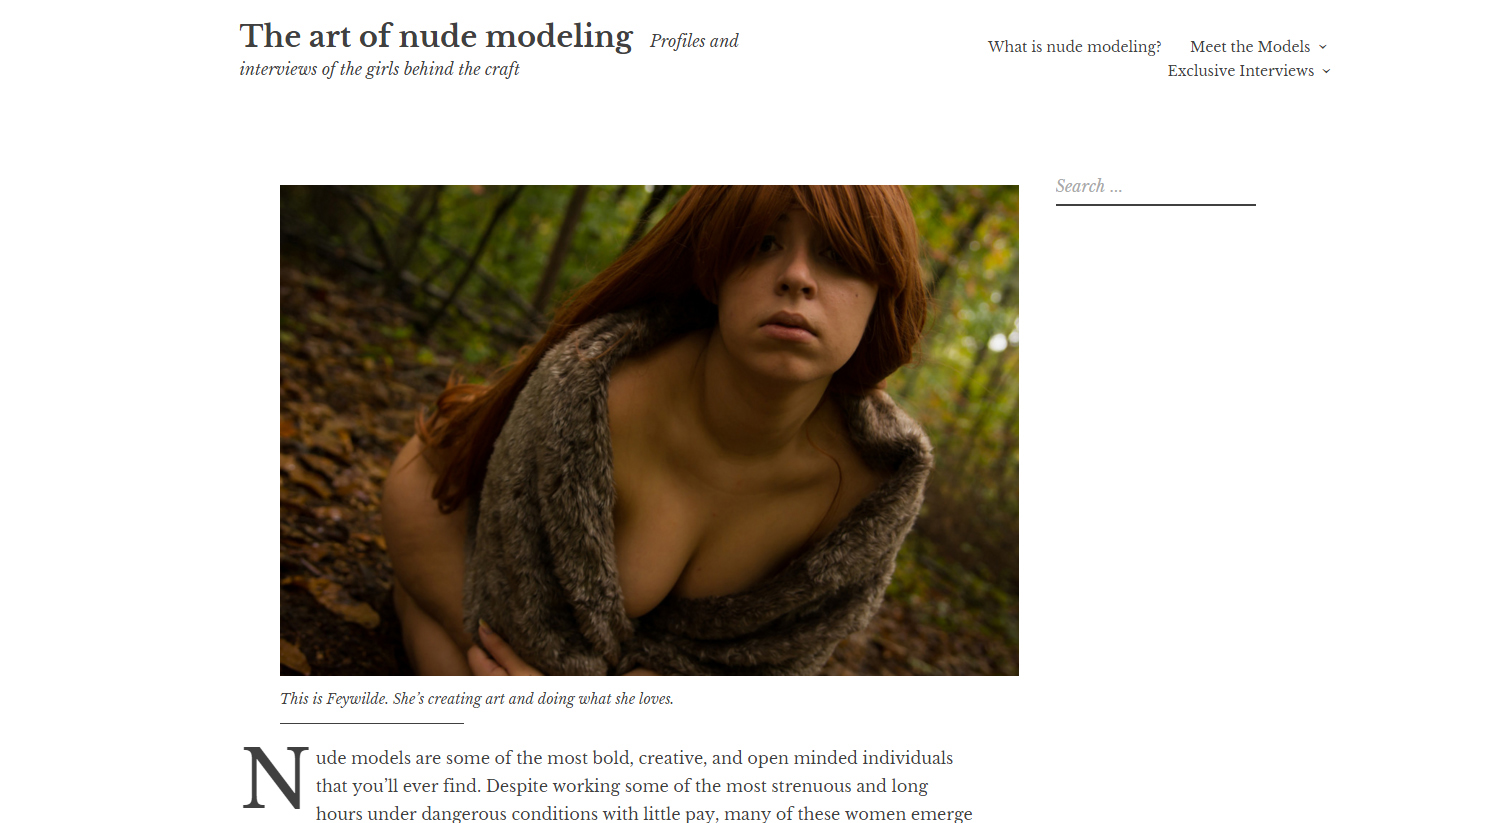 The art of nude modeling Profiles and
interviews of the girls behind the craft
What is nude modeling? Meet the Models
Exclusive Interviews
Search ...
This is Feywilde. She’s creating art and doing what she loves.
Nude models are some of the most bold, creative, and open minded individuals
that you’ll ever find. Despite working some of the most strenuous and long
hours under dangerous conditions with little pay, many of these women emerge